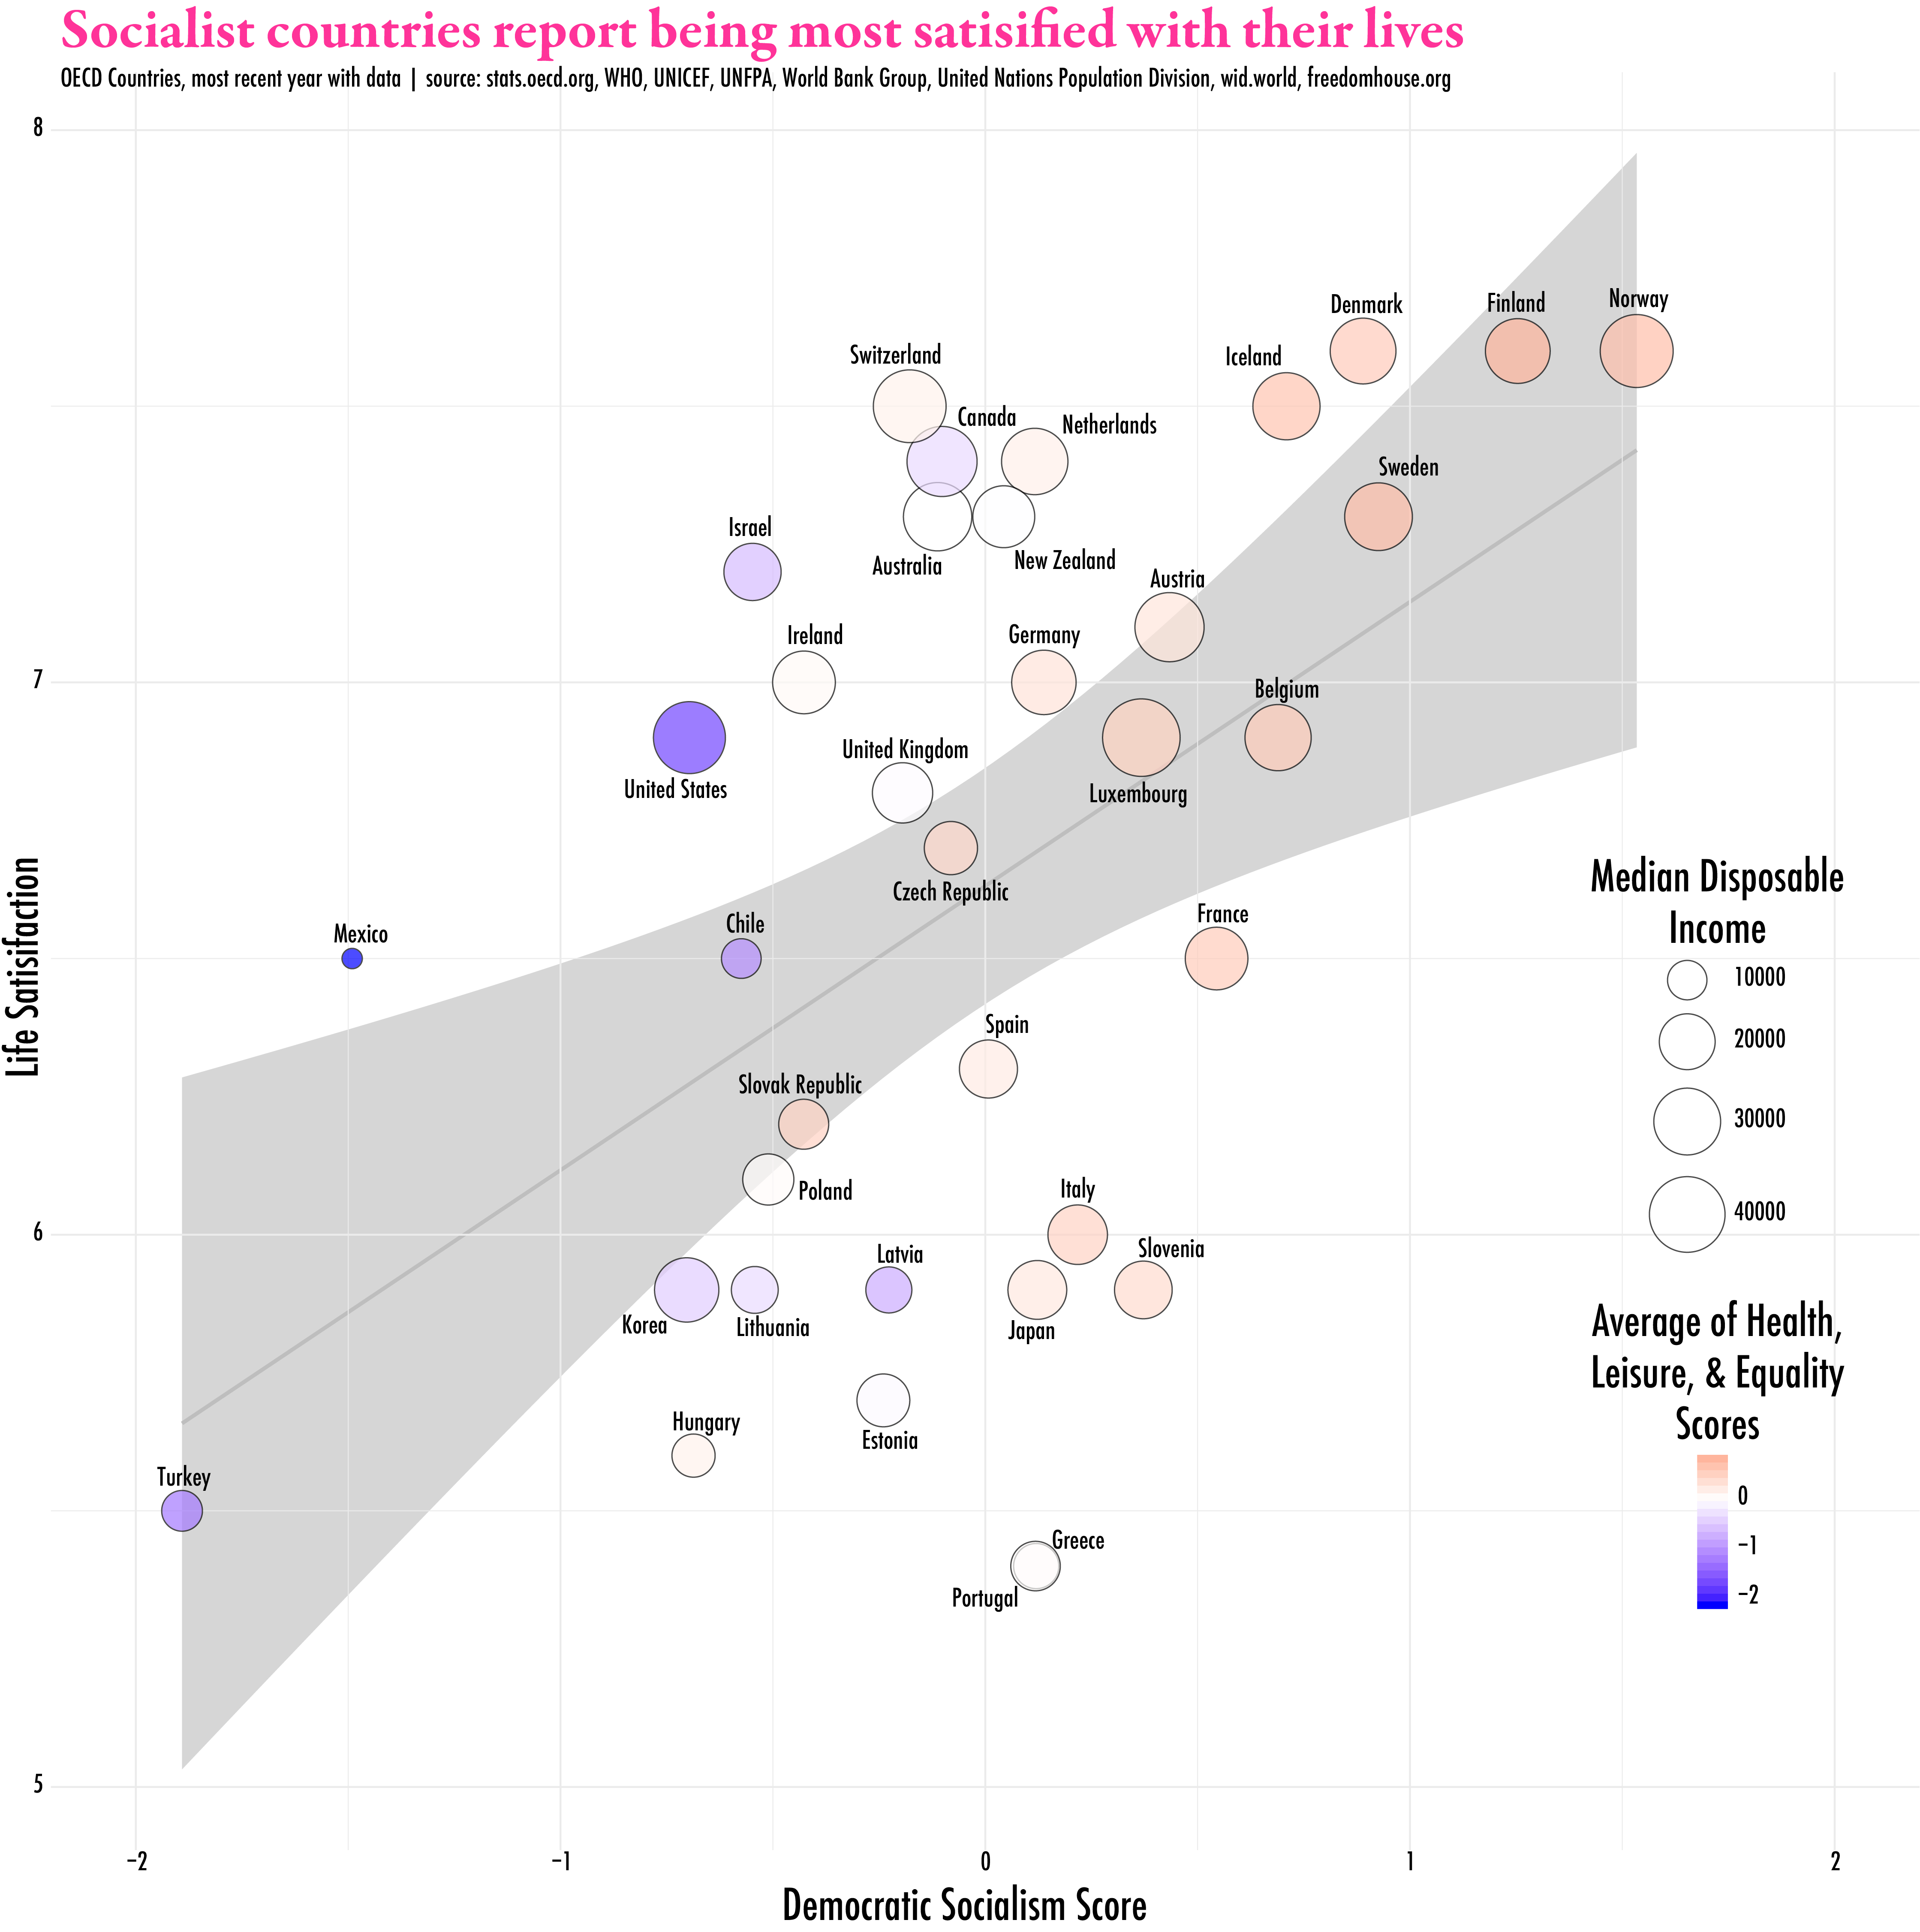 Socialist countries report being most satisified with their lives
OECD Countries, most recent year with data | source: stats.oecd.org, WHO, UNICEF, UNFPA, World Bank Group, United Nations Population Division, wid.world, freedomhouse.org
8
Norway
Finland
Denmark
Switzerland
Iceland
Canada
Netherlands
Sweden
Israel
Australia
New Zealand
Austria
Ireland
Germany
7
Belgium
United Kingdom
United States
Luxembourg
Czech Republic
France
Chile
Mexico
Life Satisifaction
Spain
Slovak Republic
Poland
Italy
6
Slovenia
Latvia
Korea
Lithuania
Japan
Hungary
Estonia
Turkey
Greece
Portugal
5
Median Disposable
Income
10000
20000
30000
40000
Average of Health,
Leisure, & Equality
Scores
0
−1
−2
−2
−1
0
1
2
Democratic Socialism Score